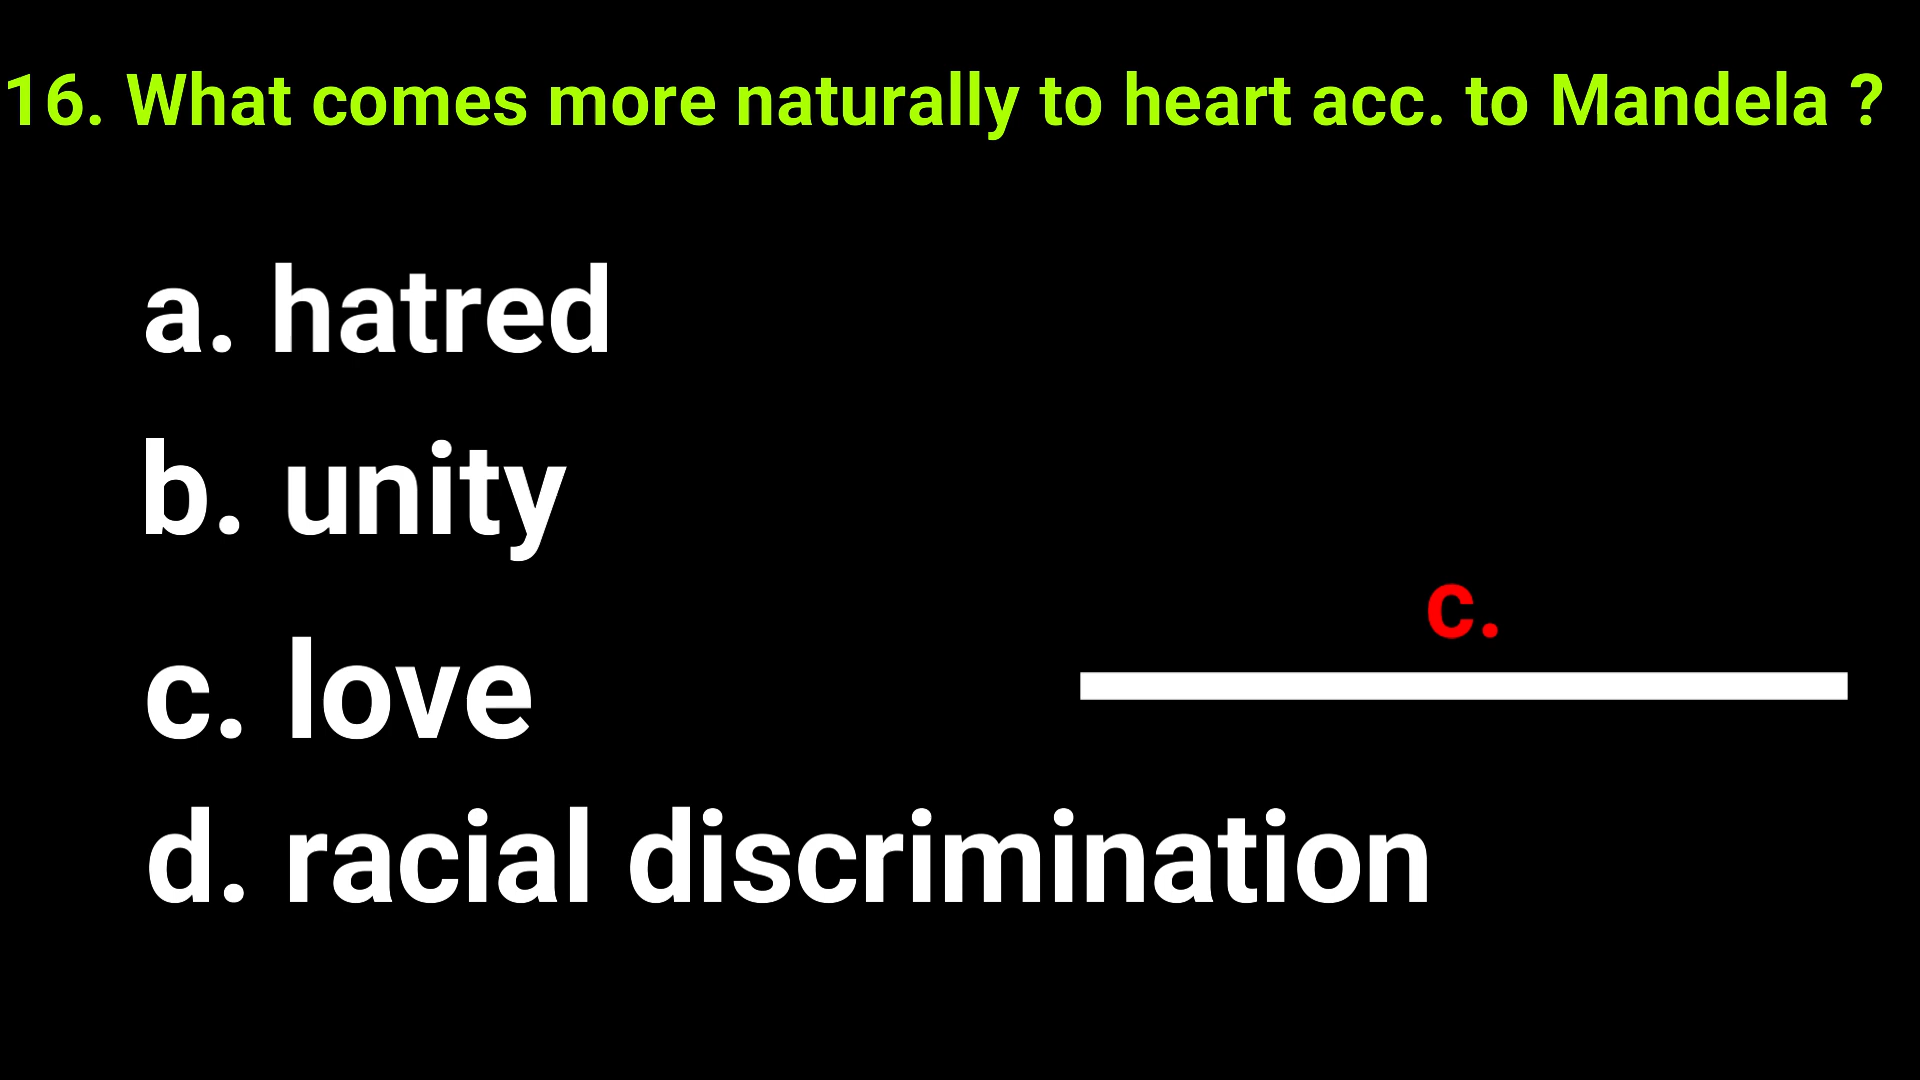 16. What comes more naturally to heart acc. to Mandela ?
a. hatred
b. unity
c. love
c.
d. racial discrimination